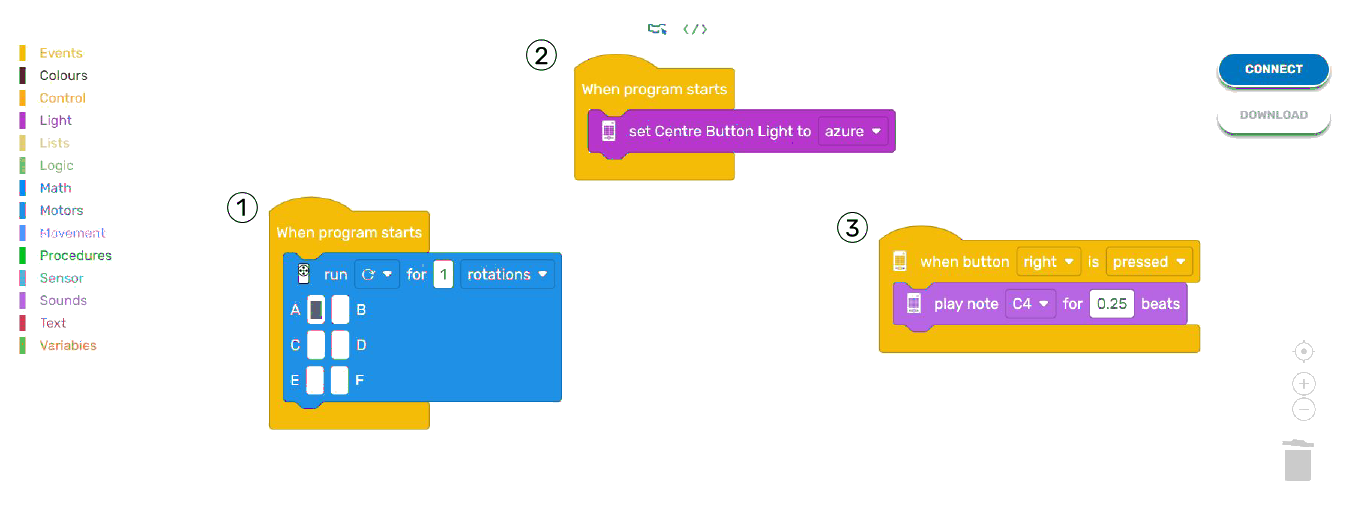 Events
Colours
Control
Light
Lists
Logic
Math
Motors
Movement
Procedures
Sensor
Sounds
Text
Variables
</>
1
When program starts
run for 1 rotations
A B
C D
E F
2
When program starts
set Centre Button Light to azure
3
when button right is pressed
play note C4 for 0.25 beats
CONNECT
DOWNLOAD